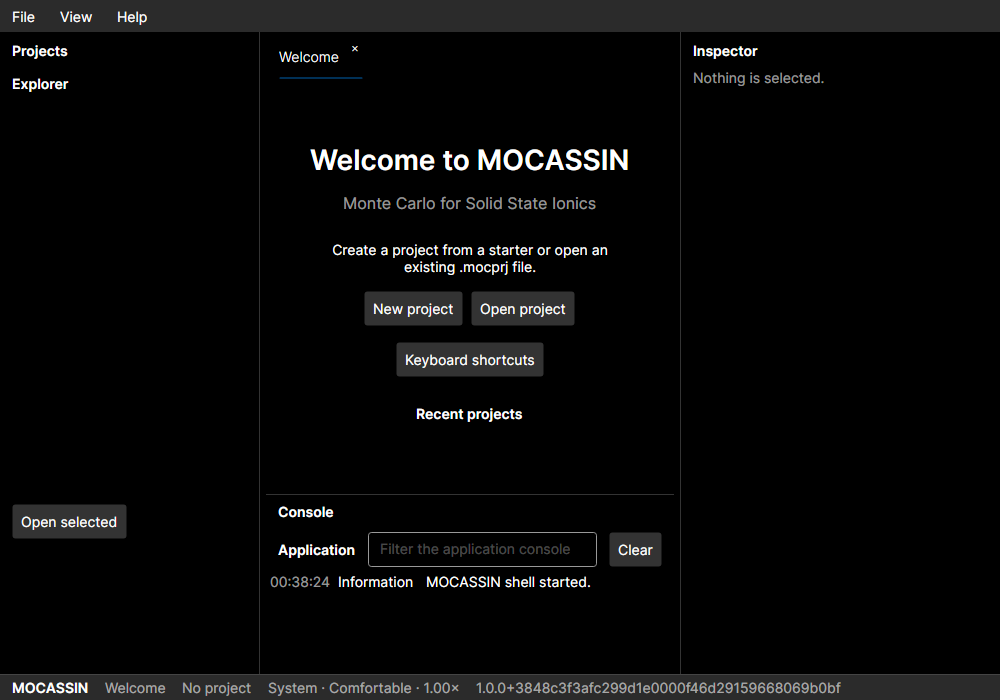 File View Help
Projects
Explorer
Welcome ×
Welcome to MOCASSIN
Monte Carlo for Solid State Ionics
Create a project from a starter or open an
existing .mocprj file.
New project Open project
Keyboard shortcuts
Recent projects
Inspector
Nothing is selected.
Open selected
Console
Application Filter the application console Clear
00:38:24 Information MOCASSIN shell started.
MOCASSIN Welcome No project System · Comfortable · 1.00× 1.0.0+3848c3f3afc299d1e0000f46d29159668069b0bf